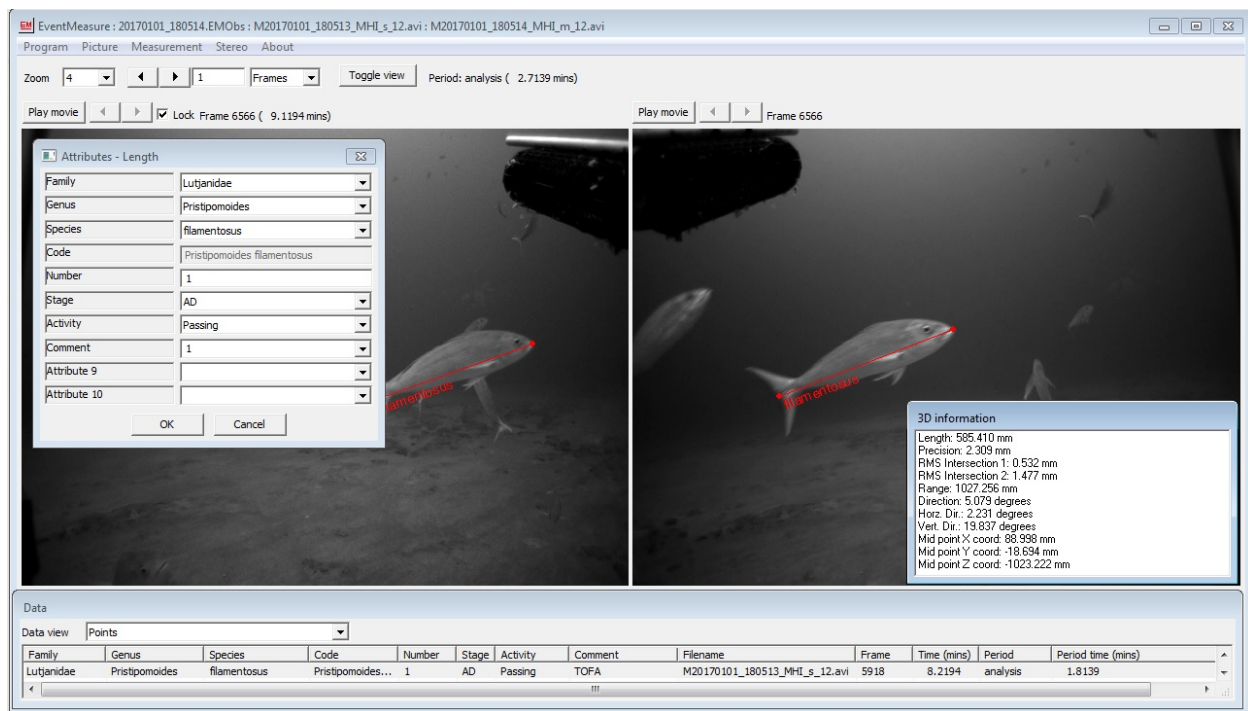 EventMeasure : 20170101_180514.EMObs : M20170101_180513_MHI_s_12.avi : M20170101_180514_MHI_m_12.avi
Program Picture Measurement Stereo About
Zoom 4 1 Frames Toggle view Period: analysis ( 2.7139 mins)
Play movie Lock Frame 6566 ( 9.1194 mins)
Play movie Frame 6566
Attributes - Length
Family Lutjanidae
Genus Pristipomoides
Species filamentosus
Code Pristipomoides filamentosus
Number 1
Stage AD
Activity Passing
Comment 1
Attribute 9
Attribute 10
OK Cancel
filamentosus
3D information
Length: 585.410 mm
Precision: 2.309 mm
RMS Intersection 1: 0.532 mm
RMS Intersection 2: 1.477 mm
Range: 1027.256 mm
Direction: 5.079 degrees
Horz. Dir.: 2.231 degrees
Vert. Dir.: 19.837 degrees
Mid point X coord: 88.998 mm
Mid point Y coord: -18.694 mm
Mid point Z coord: -1023.222 mm
Data
Data view Points
Family Genus Species Code Number Stage Activity Comment Filename Frame Time (mins) Period Period time (mins)
Lutjanidae Pristipomoides filamentosus Pristipomoides... 1 AD Passing TOFA M20170101_180513_MHI_s_12.avi 5918 8.2194 analysis 1.8139